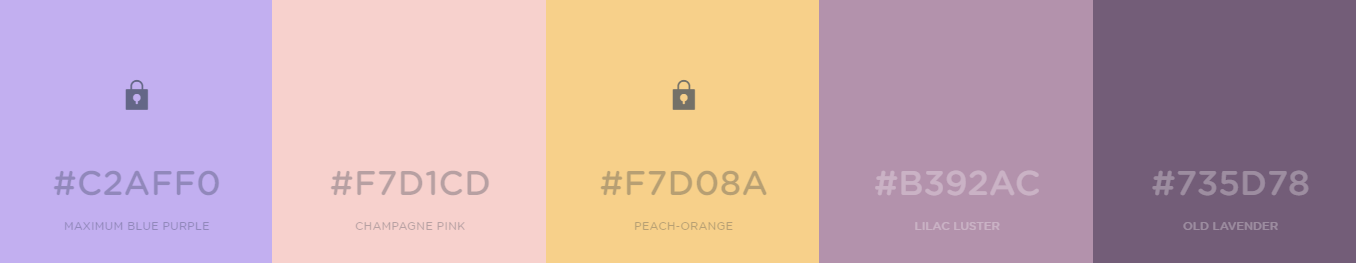 #C2AFF0
MAXIMUM BLUE PURPLE
#F7D1CD
CHAMPAGNE PINK
#F7D08A
PEACH-ORANGE
#B392AC
LILAC LUSTER
#735D78
OLD LAVENDER